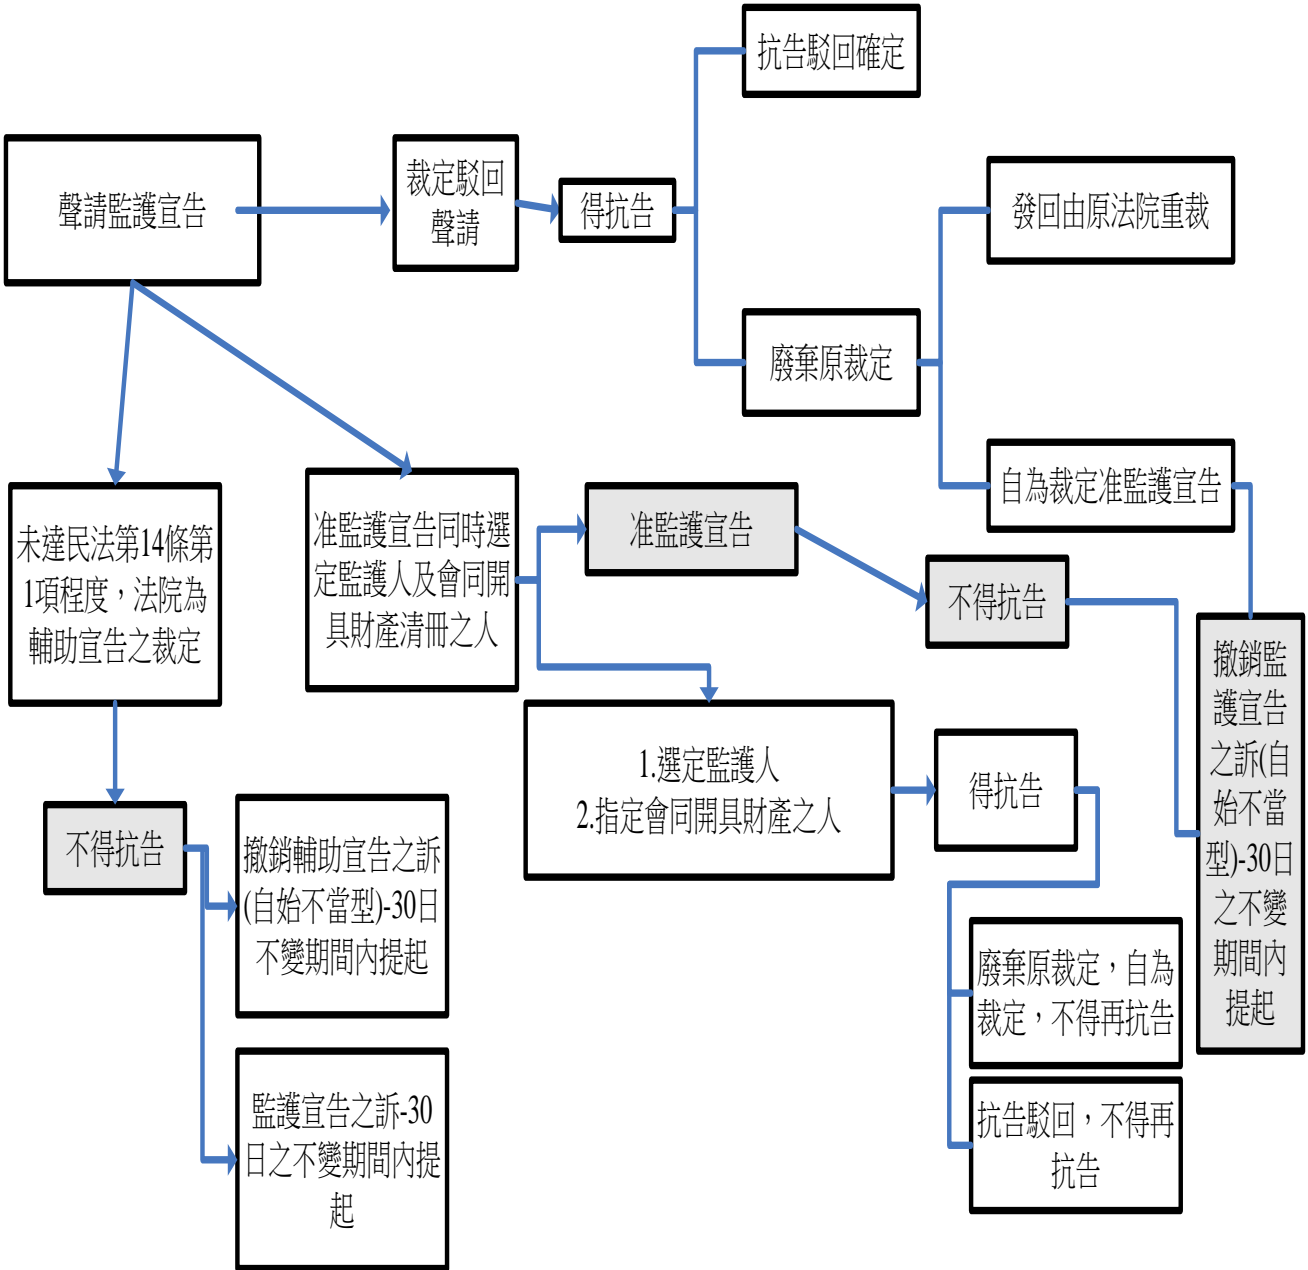 抗告駁回確定
聲請監護宣告
裁定駁回
聲請
得抗告
發回由原法院重裁
廢棄原裁定
自為裁定准監護宣告
未達民法第14條第
1項程度，法院為
輔助宣告之裁定
准監護宣告同時選
定監護人及會同開
具財產清冊之人
准監護宣告
不得抗告
撤銷監
護宣告
之訴(自
始不當
型)-30日
之不變
期間內
提起
1.選定監護人
2.指定會同開具財產之人
得抗告
不得抗告
撤銷輔助宣告之訴
(自始不當型)-30日
不變期間內提起
廢棄原裁定，自為
裁定，不得再抗告
監護宣告之訴-30
日之不變期間內提
起
抗告駁回，不得再
抗告